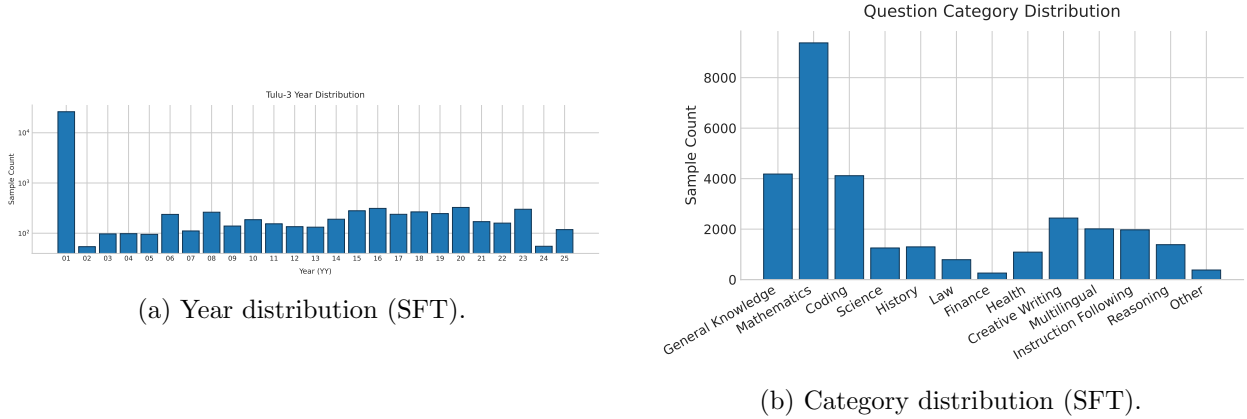 Tulu-3 Year Distribution
Sample Count
10⁴
10³
10²
01 02 03 04 05 06 07 08 09 10 11 12 13 14 15 16 17 18 19 20 21 22 23 24 25
Year (YY)
(a) Year distribution (SFT).
Question Category Distribution
Sample Count
8000
6000
4000
2000
0
General Knowledge
Mathematics
Coding
Science
History
Law
Finance
Health
Creative Writing
Multilingual
Instruction Following
Reasoning
Other
(b) Category distribution (SFT).